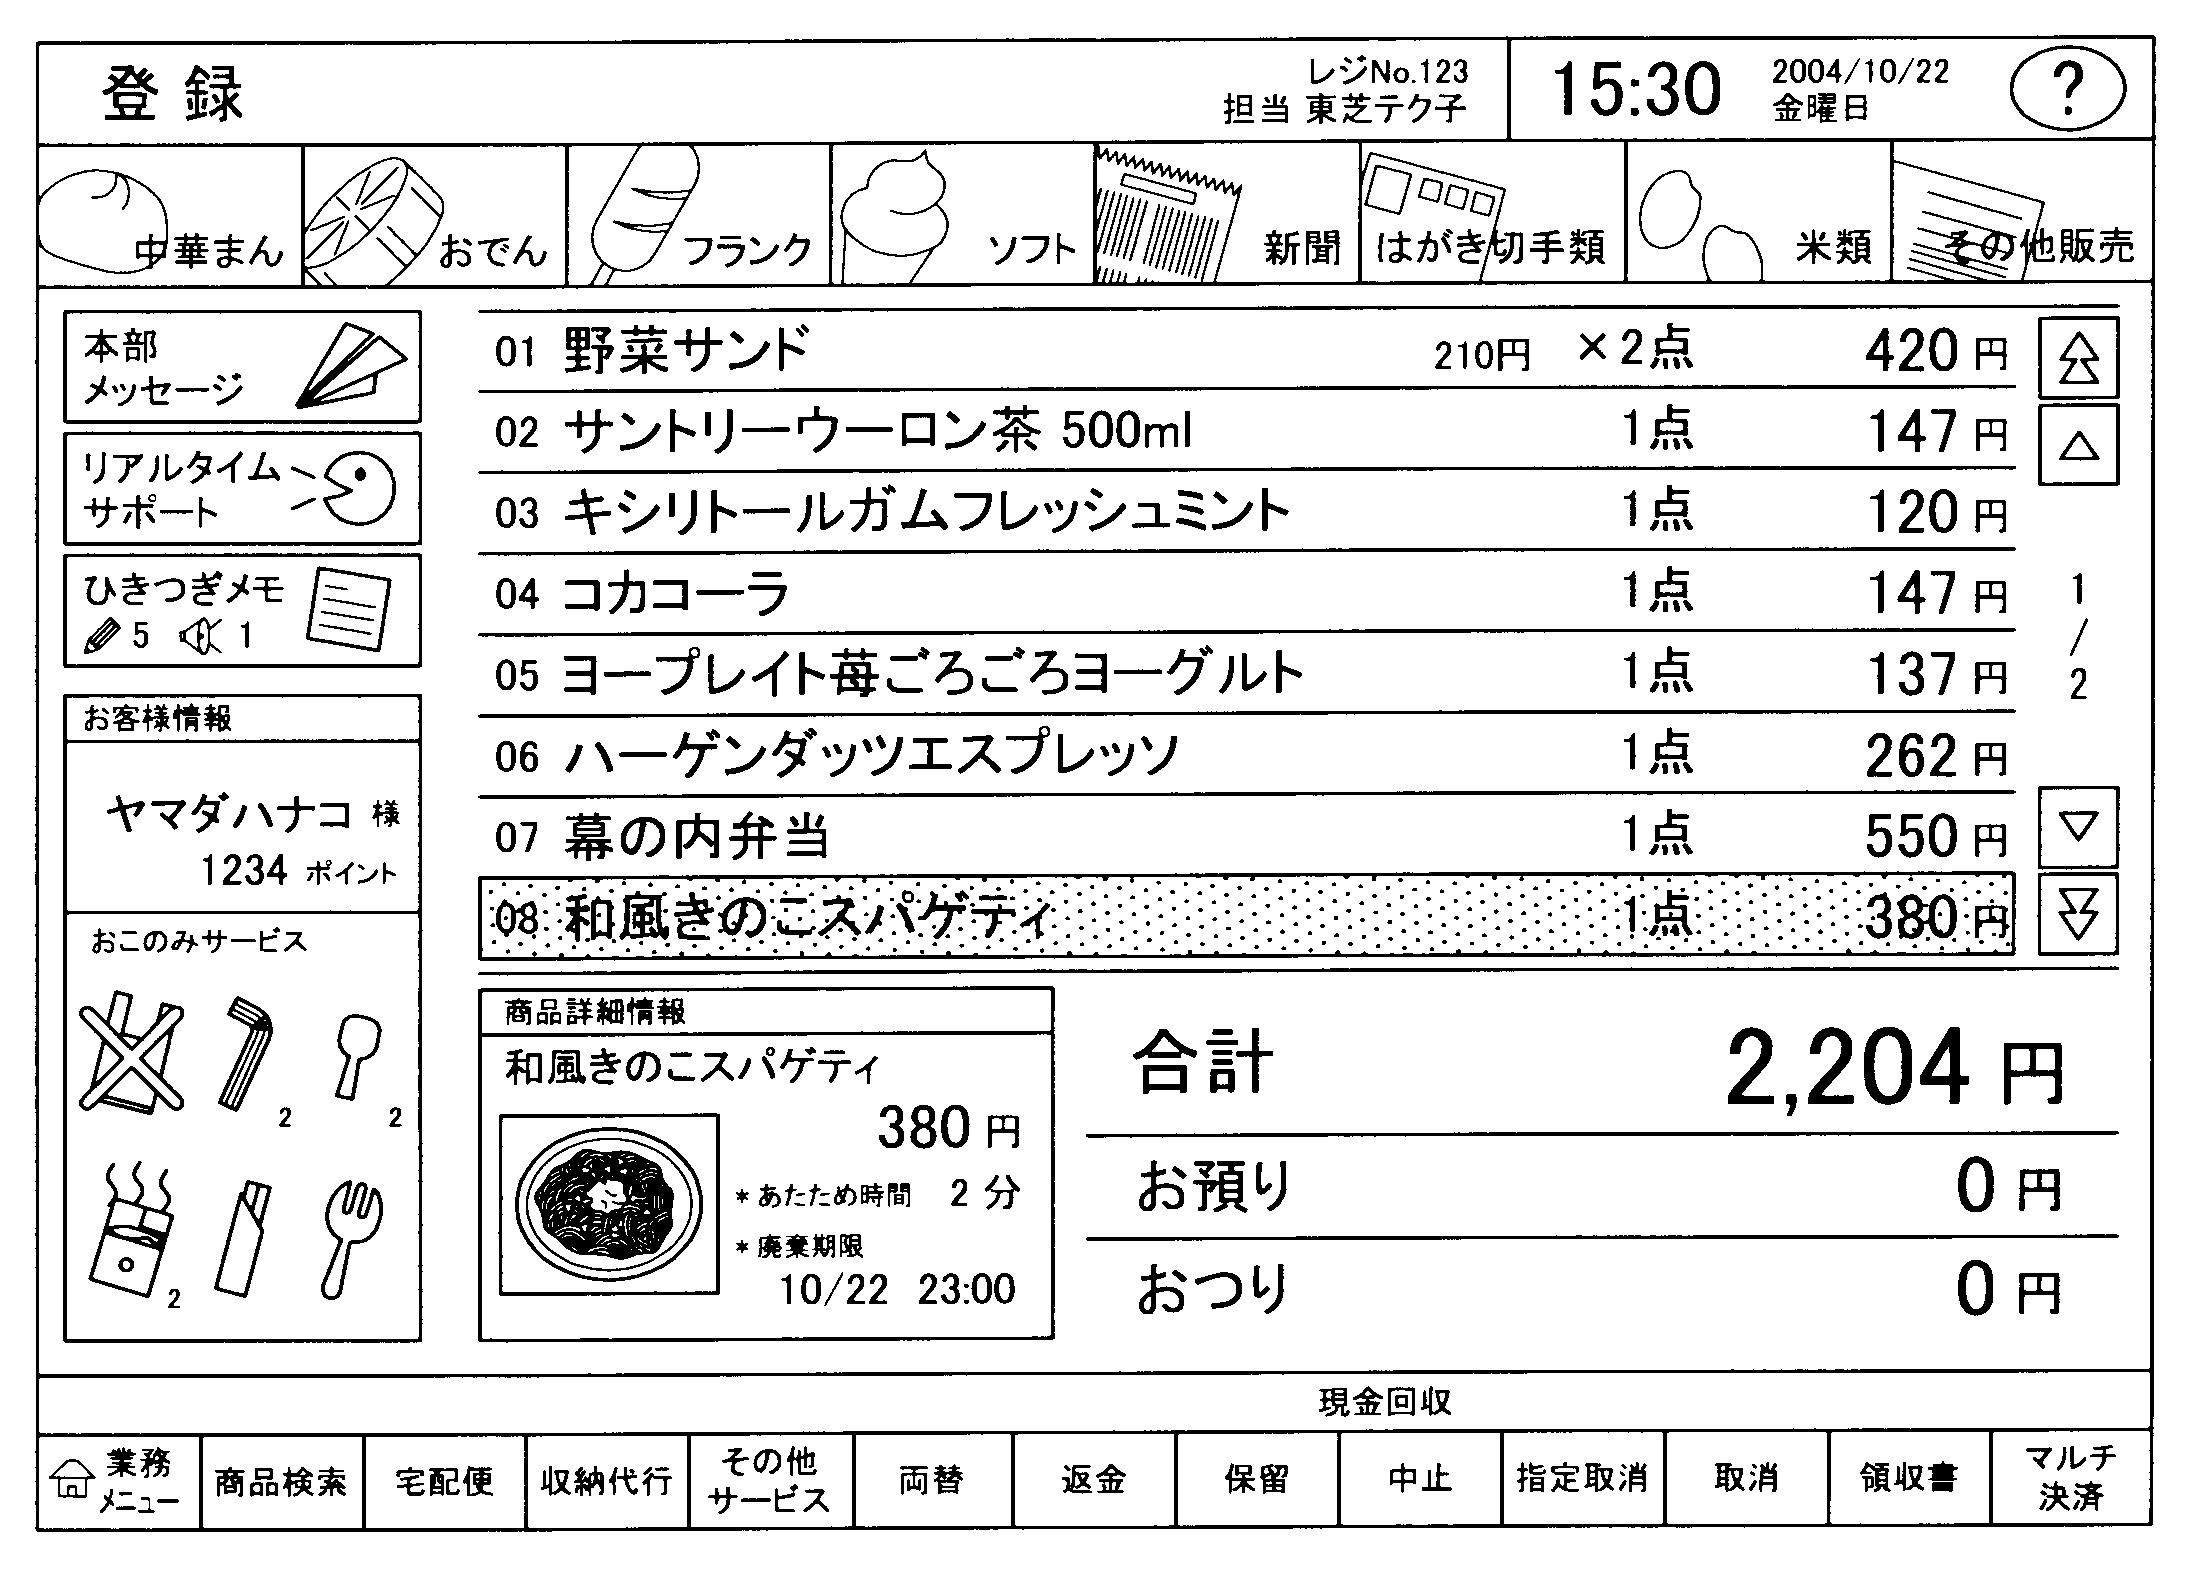 登録
レジNo.123
担当 東芝テク子
15:30
2004/10/22
金曜日
?
中華まん
おでん
フランク
ソフト
新聞
はがき切手類
米類
その他販売
本部
メッセージ
リアルタイム
サポート
ひきつぎメモ
5 1
お客様情報
ヤマダハナコ 様
1234 ポイント
おこのみサービス
2 2
2
01 野菜サンド 210円 ×2点 420円
02 サントリーウーロン茶 500ml 1点 147円
03 キシリトールガムフレッシュミント 1点 120円
04 コカコーラ 1点 147円
05 ヨープレイト苺ごろごろヨーグルト 1点 137円
06 ハーゲンダッツエスプレッソ 1点 262円
07 幕の内弁当 1点 550円
08 和風きのこスパゲティ 1点 380円
1
/
2
商品詳細情報
和風きのこスパゲティ
380円
*あたため時間 2分
*廃棄期限
10/22 23:00
合計 2,204円
お預り 0円
おつり 0円
現金回収
業務
メニュー
商品検索
宅配便
収納代行
その他
サービス
両替
返金
保留
中止
指定取消
取消
領収書
マルチ
決済